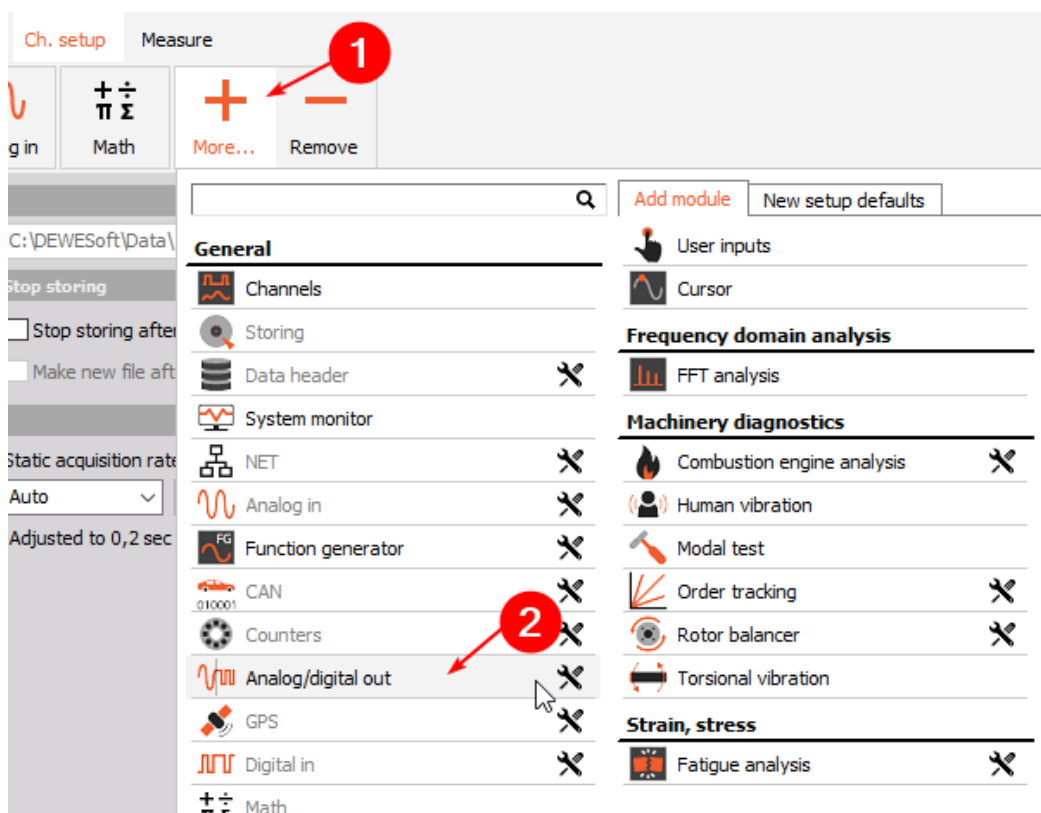 Ch. setup Measure
1
g in Math More... Remove
Add module New setup defaults
C:\DEWESoft\Data\
Stop storing
Stop storing after
Make new file aft
Static acquisition rate
Auto
Adjusted to 0,2 sec
General
Channels
Storing
Data header
System monitor
NET
Analog in
FG
Function generator
010001
CAN
Counters
2
Analog/digital out
GPS
Digital in
Math
User inputs
Cursor
Frequency domain analysis
FFT analysis
Machinery diagnostics
Combustion engine analysis
Human vibration
Modal test
Order tracking
Rotor balancer
Torsional vibration
Strain, stress
Fatigue analysis